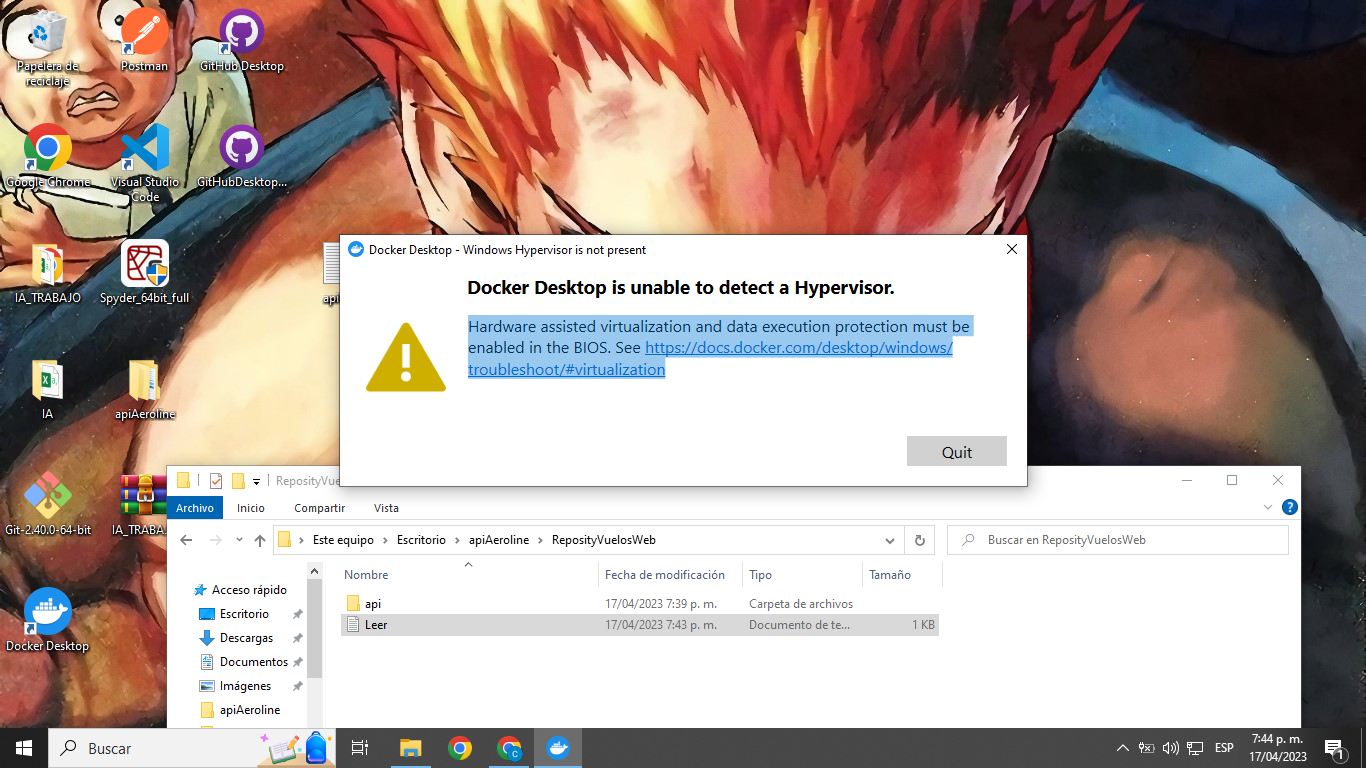 Papelera de
reciclaje
Postman
GitHub Desktop
Google Chrome
Visual Studio
Code
GitHubDesktop...
IA_TRABAJO
Spyder_64bit_full
api
IA
apiAeroline
Git-2.40.0-64-bit
IA_TRABA
Docker Desktop
Docker Desktop - Windows Hypervisor is not present
Docker Desktop is unable to detect a Hypervisor.
Hardware assisted virtualization and data execution protection must be
enabled in the BIOS. See https://docs.docker.com/desktop/windows/
troubleshoot/#virtualization
Quit
ReposityVue
Archivo Inicio Compartir Vista
Este equipo > Escritorio > apiAeroline > ReposityVuelosWeb
Buscar en ReposityVuelosWeb
Nombre Fecha de modificación Tipo Tamaño
api 17/04/2023 7:39 p. m. Carpeta de archivos
Leer 17/04/2023 7:43 p. m. Documento de te... 1 KB
Acceso rápido
Escritorio
Descargas
Documentos
Imágenes
apiAeroline
Buscar
C
ESP
7:44 p. m.
17/04/2023
1